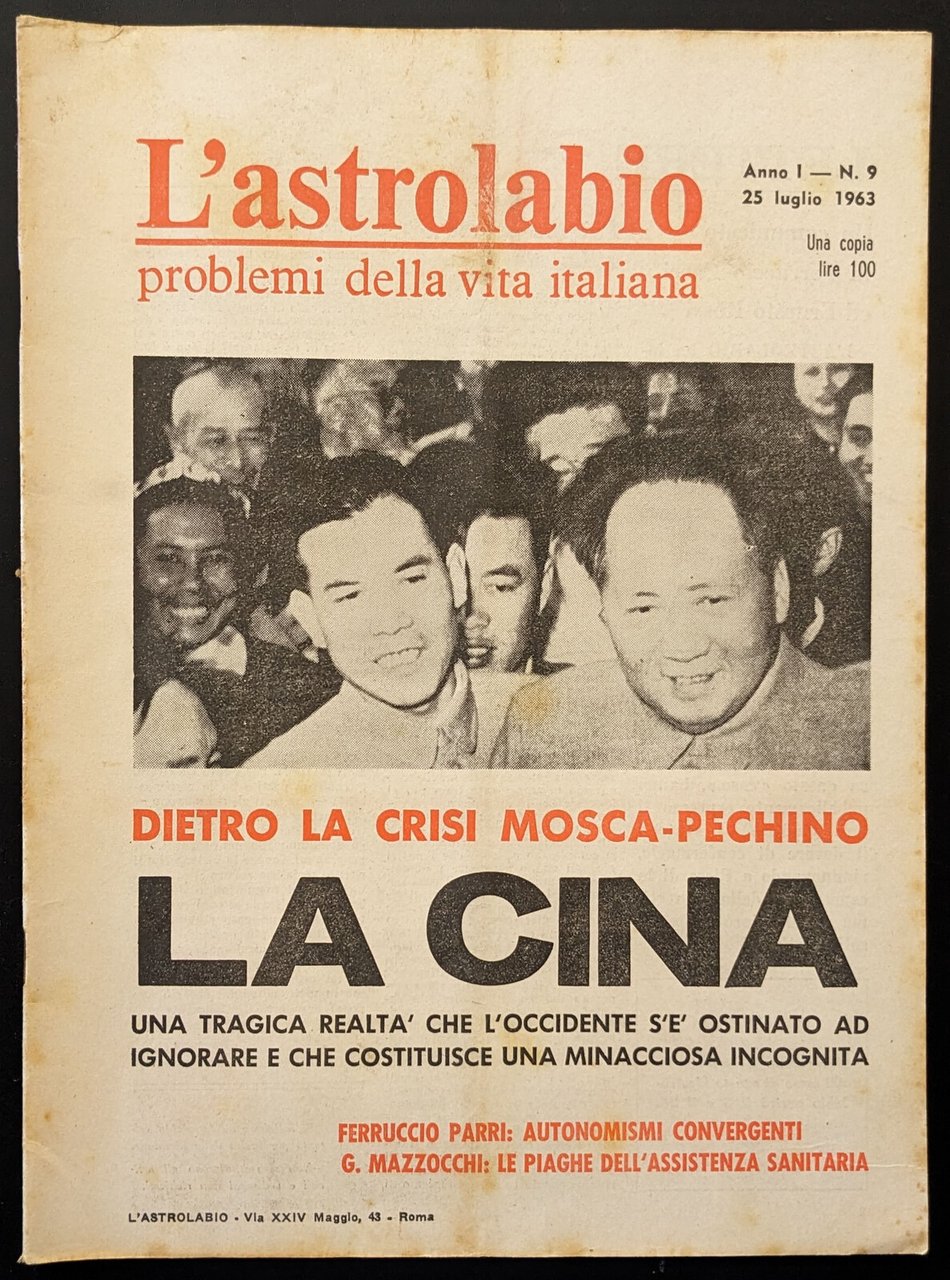 L'astrolabio
problemi della vita italiana
Anno I — N. 9
25 luglio 1963
Una copia
lire 100
DIETRO LA CRISI MOSCA-PECHINO
LA CINA
UNA TRAGICA REALTA' CHE L'OCCIDENTE S'E' OSTINATO AD
IGNORARE E CHE COSTITUISCE UNA MINACCIOSA INCOGNITA
FERRUCCIO PARRI: AUTONOMISMI CONVERGENTI
G. MAZZOCCHI: LE PIAGHE DELL'ASSISTENZA SANITARIA
L'ASTROLABIO - Via XXIV Maggio, 43 - Roma